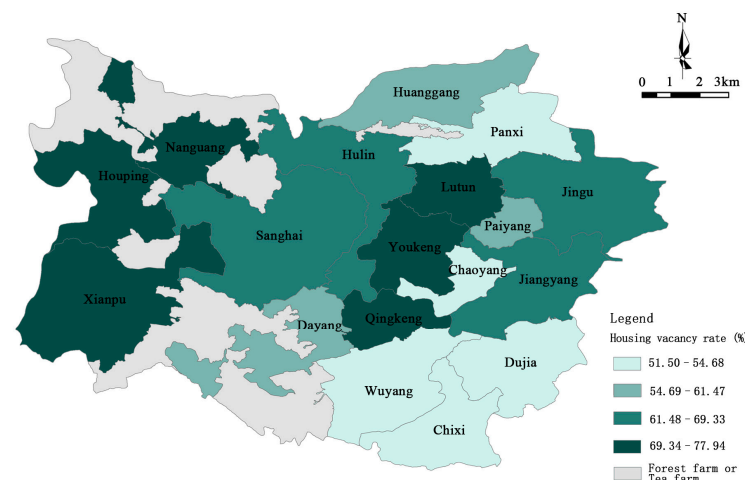 N
0 1 2 3km
Huanggang
Panxi
Nanguang
Hulin
Houping
Lutun
Jingu
Paiyang
Sanghai
Youkeng
Chaoyang
Jiangyang
Xianpu
Qingkeng
Dayang
Dujia
Wuyang
Chixi
Legend
Housing vacancy rate (%)
51.50-54.68
54.69-61.47
61.48-69.33
69.34-77.94
Forest farm or
Tea farm